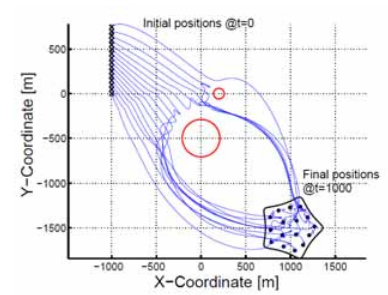 Initial positions @t=0
500
0
−500
−1000
−1500
Y−Coordinate [m]
Final positions
@t=1000
−1000 −500 0 500 1000 1500
X−Coordinate [m]